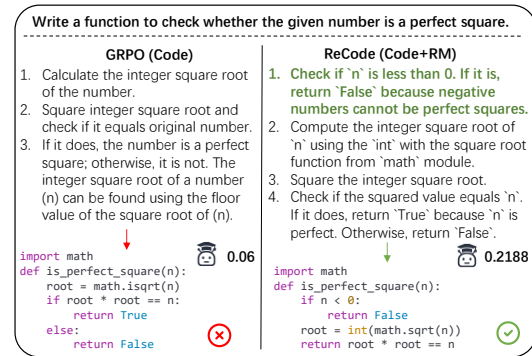 Write a function to check whether the given number is a perfect square.
GRPO (Code)
1. Calculate the integer square root
of the number.
2. Square integer square root and
check if it equals original number.
3. If it does, the number is a perfect
square; otherwise, it is not. The
integer square root of a number
(n) can be found using the floor
value of the square root of (n).
0.06
import math
def is_perfect_square(n):
    root = math.isqrt(n)
    if root * root == n:
        return True
    else:
        return False
ReCode (Code+RM)
1. Check if `n` is less than 0. If it is,
return `False` because negative
numbers cannot be perfect squares.
2. Compute the integer square root of
`n` using the `int` with the square root
function from `math` module.
3. Square the integer square root.
4. Check if the squared value equals `n`.
If it does, return `True` because `n` is
perfect. Otherwise, return `False`.
0.2188
import math
def is_perfect_square(n):
    if n < 0:
        return False
    root = int(math.sqrt(n))
    return root * root == n